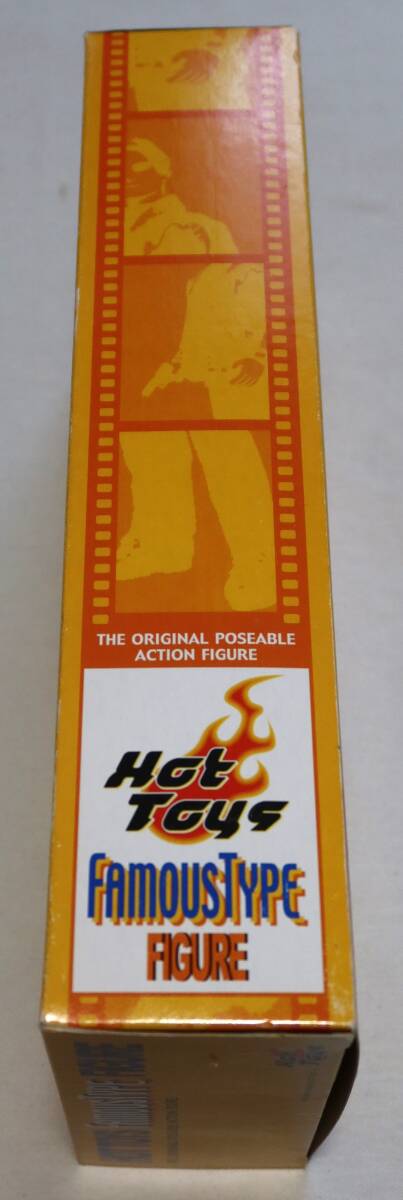 THE ORIGINAL POSEABLE
ACTION FIGURE
Hot
Toys
FAMOUSTYPE
FIGURE